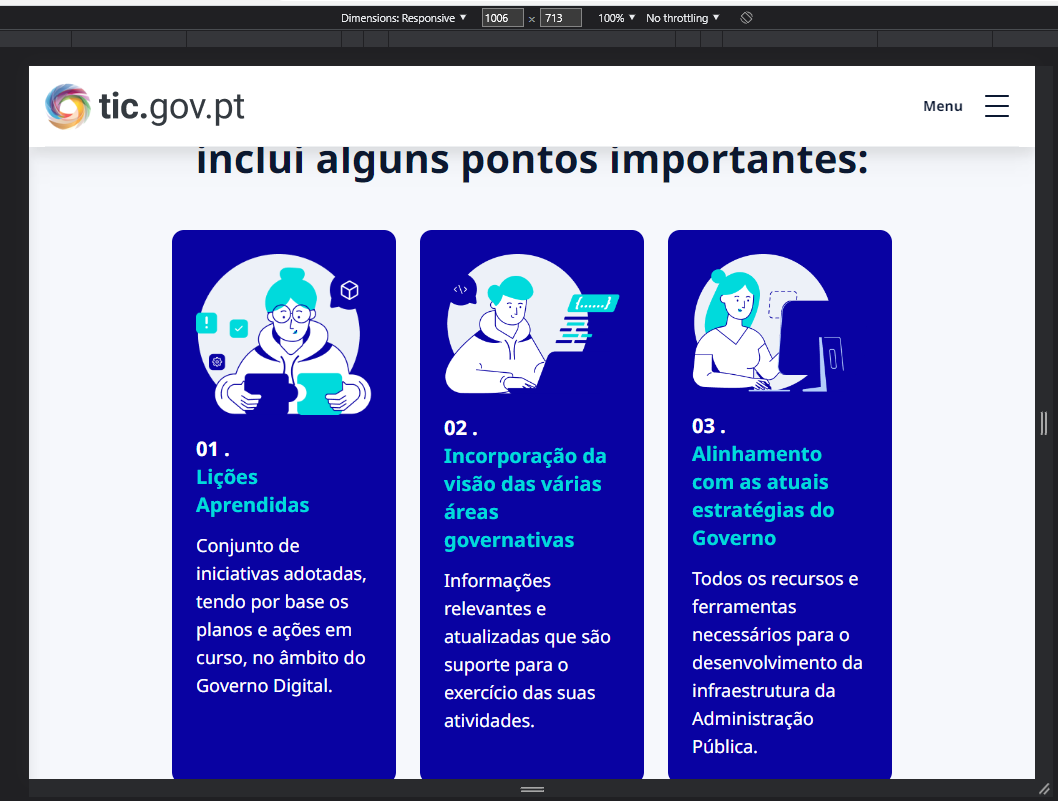 Dimensions: Responsive ▼ 1006 × 713 100% ▼ No throttling ▼
tic.gov.pt
Menu
inclui alguns pontos importantes:
!
</>
{......}
01 .
Lições
Aprendidas
Conjunto de
iniciativas adotadas,
tendo por base os
planos e ações em
curso, no âmbito do
Governo Digital.
02 .
Incorporação da
visão das várias
áreas
governativas
Informações
relevantes e
atualizadas que são
suporte para o
exercício das suas
atividades.
03 .
Alinhamento
com as atuais
estratégias do
Governo
Todos os recursos e
ferramentas
necessários para o
desenvolvimento da
infraestrutura da
Administração
Pública.